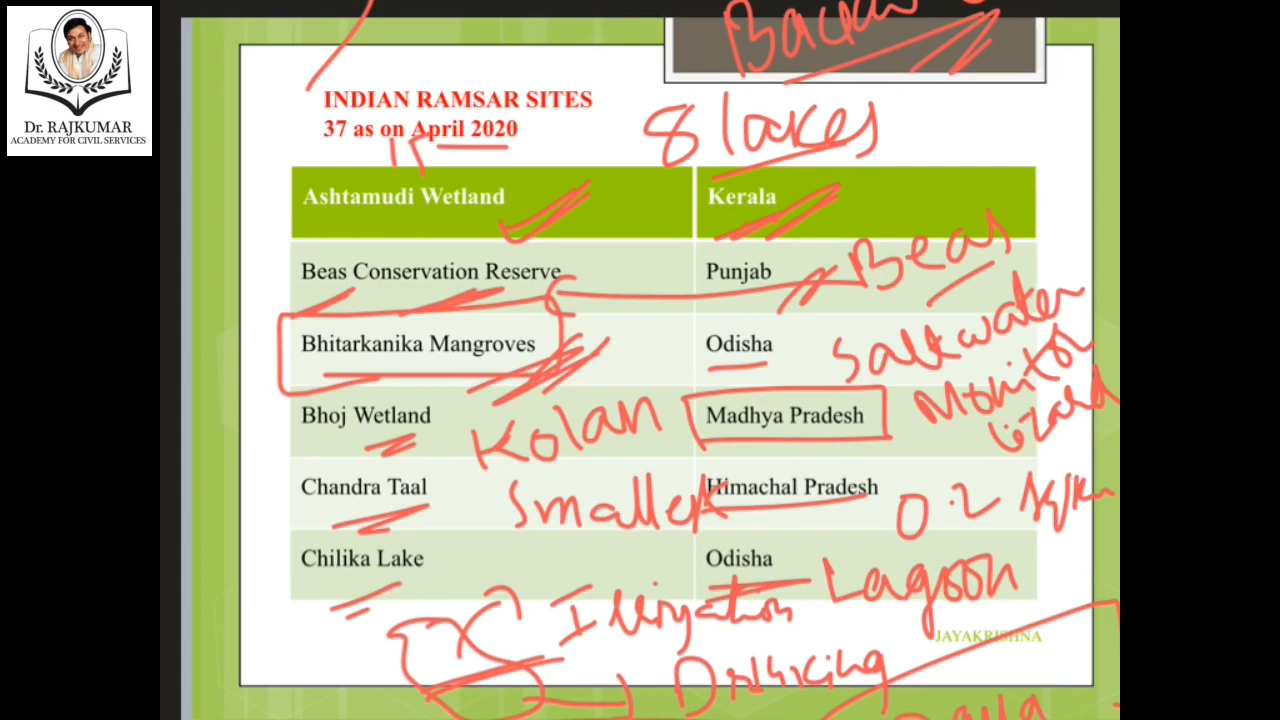 Dr. RAJKUMAR
ACADEMY FOR CIVIL SERVICES
INDIAN RAMSAR SITES
37 as on April 2020
8 lakes
15
Ashtamudi Wetland Kerala
Beas Conservation Reserve Punjab Beas
Bhitarkanika Mangroves Odisha Saltwater
Monitor
Lizard
Bhoj Wetland Kolan Madhya Pradesh
Chandra Taal Smallest Himachal Pradesh 0.2
Chilika Lake Odisha Lagoon
JAYAKRISHNA
Drinking